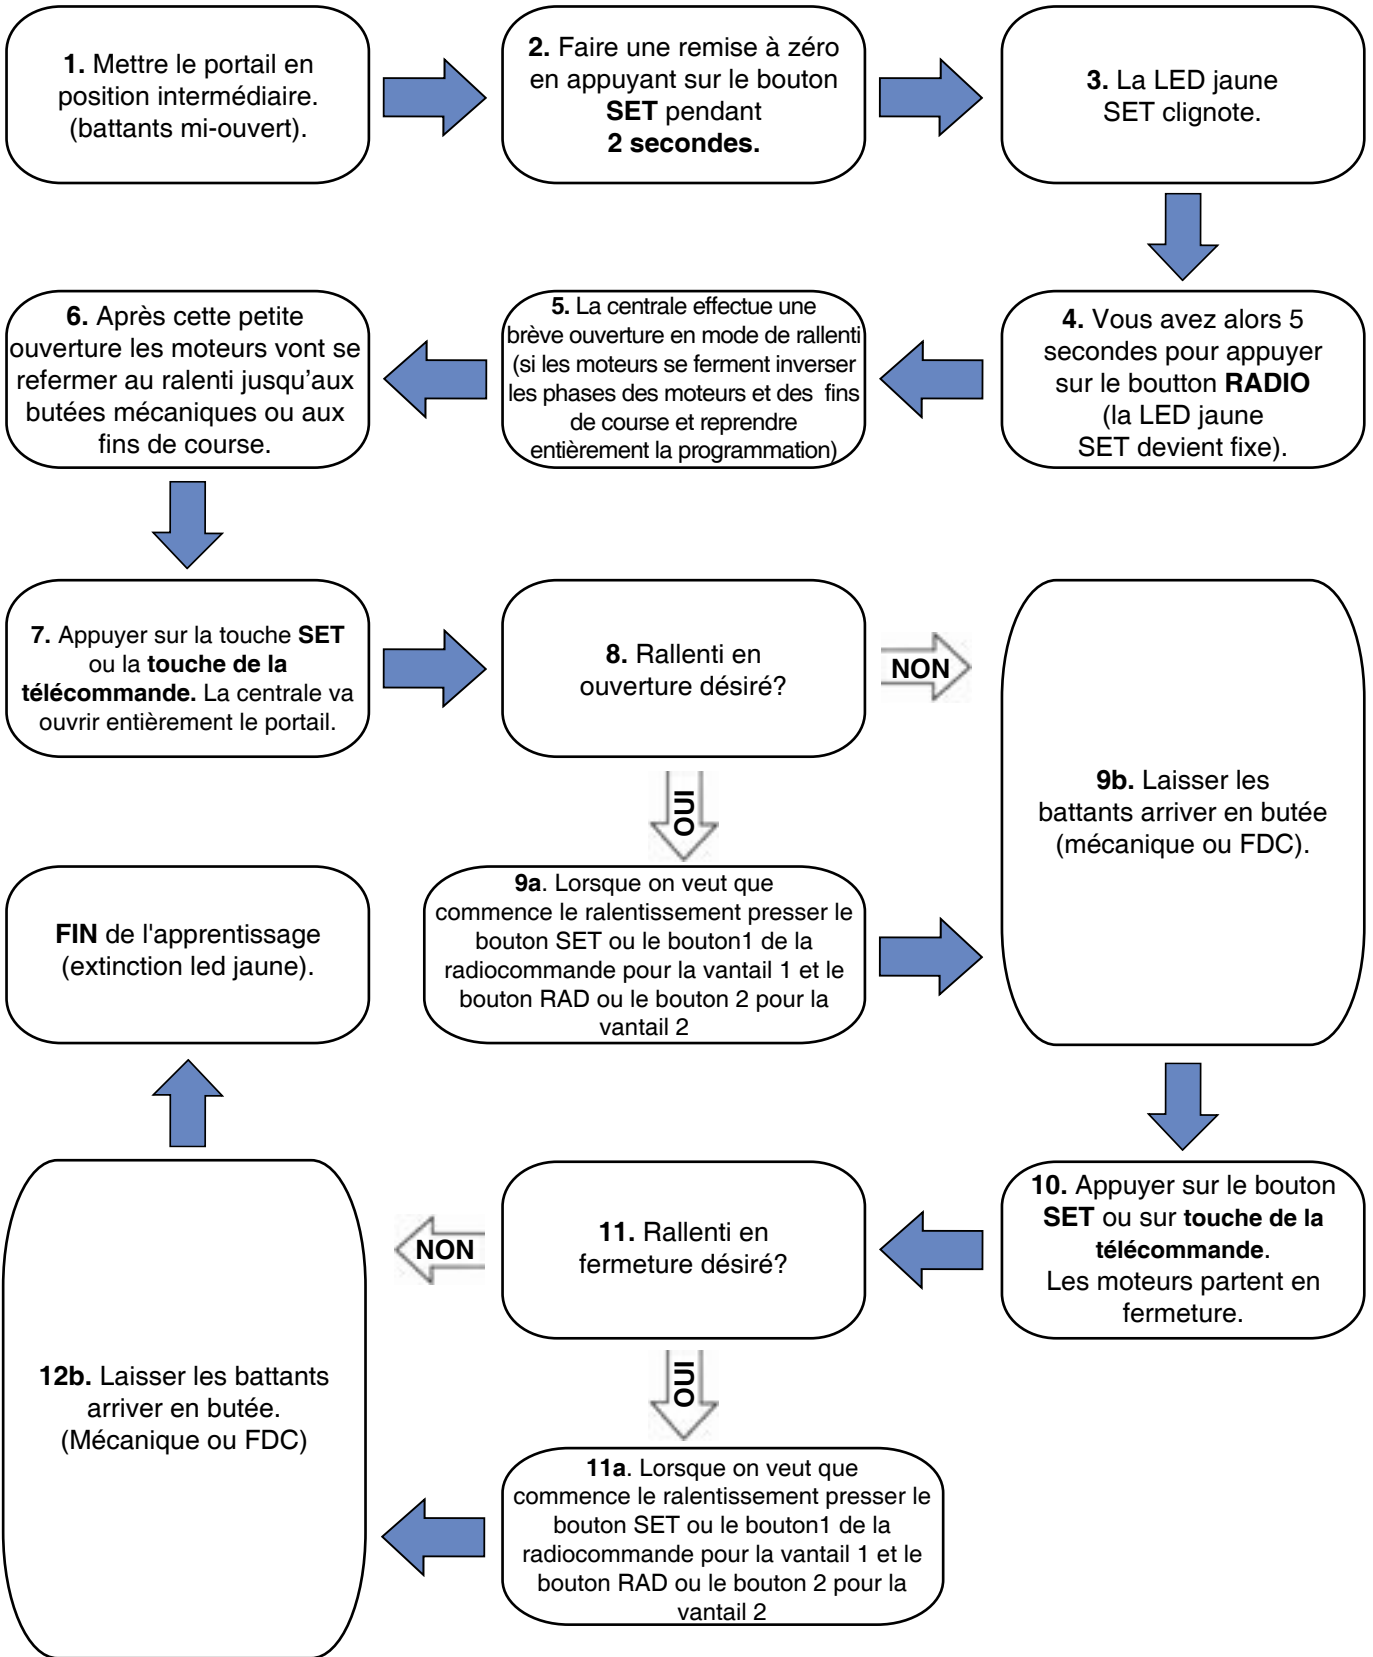 1. Mettre le portail en
position intermédiaire.
(battants mi-ouvert).
2. Faire une remise à zéro
en appuyant sur le bouton
SET pendant
2 secondes.
3. La LED jaune
SET clignote.
4. Vous avez alors 5
secondes pour appuyer
sur le boutton RADIO
(la LED jaune
SET devient fixe).
5. La centrale effectue une
brève ouverture en mode de rallenti
(si les moteurs se ferment inverser
les phases des moteurs et des fins
de course et reprendre
entièrement la programmation)
6. Après cette petite
ouverture les moteurs vont se
refermer au ralenti jusqu'aux
butées mécaniques ou aux
fins de course.
7. Appuyer sur la touche SET
ou la touche de la
télécommande. La centrale va
ouvrir entièrement le portail.
8. Rallenti en
ouverture désiré?
NON
OUI
9a. Lorsque on veut que
commence le ralentissement presser le
bouton SET ou le bouton1 de la
radiocommande pour la vantail 1 et le
bouton RAD ou le bouton 2 pour la
vantail 2
9b. Laisser les
battants arriver en butée
(mécanique ou FDC).
10. Appuyer sur le bouton
SET ou sur touche de la
télécommande.
Les moteurs partent en
fermeture.
11. Rallenti en
fermeture désiré?
NON
OUI
11a. Lorsque on veut que
commence le ralentissement presser le
bouton SET ou le bouton1 de la
radiocommande pour la vantail 1 et le
bouton RAD ou le bouton 2 pour la
vantail 2
12b. Laisser les battants
arriver en butée.
(Mécanique ou FDC)
FIN de l'apprentissage
(extinction led jaune).